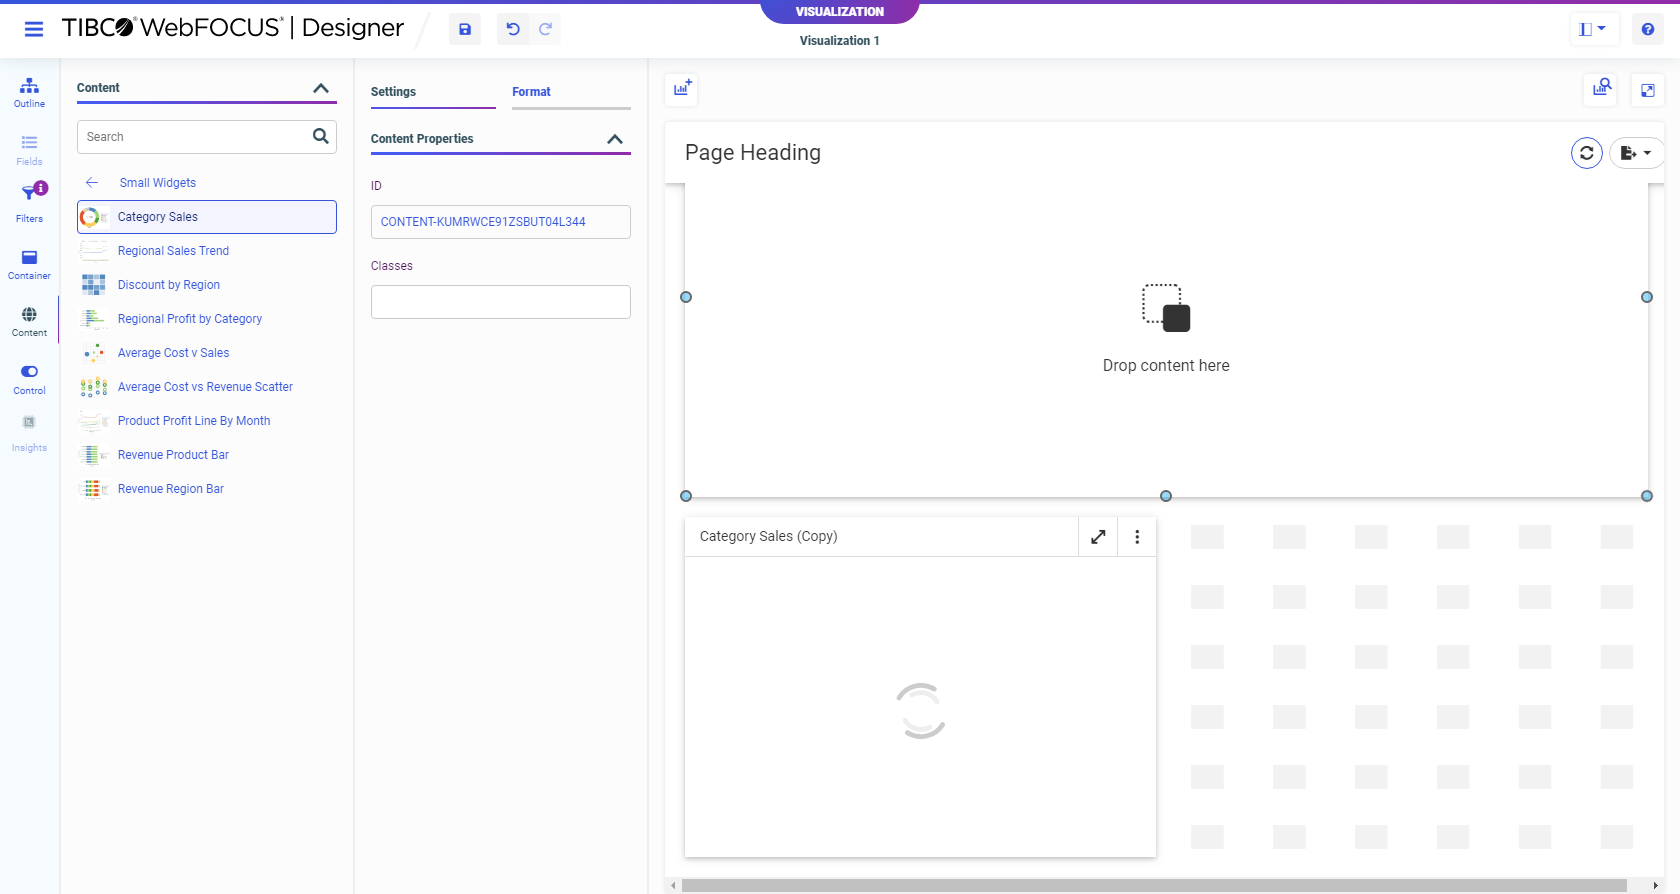 VISUALIZATION
TIBCO® WebFOCUS® | Designer
Visualization 1
Outline
Fields
i
Filters
Container
Content
Control
Insights
Content
Search
Small Widgets
Category Sales
Regional Sales Trend
Discount by Region
Regional Profit by Category
Average Cost v Sales
Average Cost vs Revenue Scatter
Product Profit Line By Month
Revenue Product Bar
Revenue Region Bar
Settings
Format
Content Properties
ID
CONTENT-KUMRWCE91ZSBUT04L344
Classes
Page Heading
Drop content here
Category Sales (Copy)